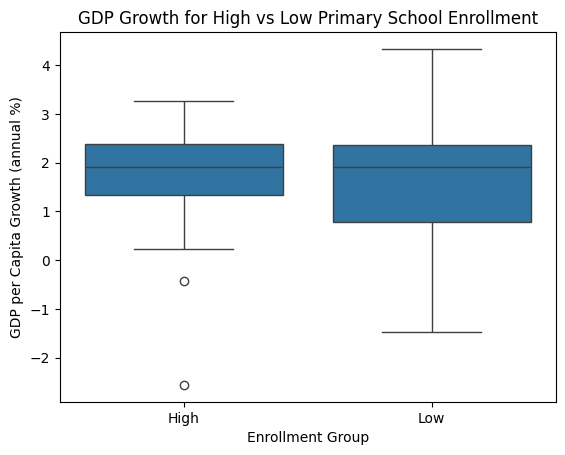 GDP Growth for High vs Low Primary School Enrollment
GDP per Capita Growth (annual %)
4
3
2
1
0
−1
−2
High
Low
Enrollment Group